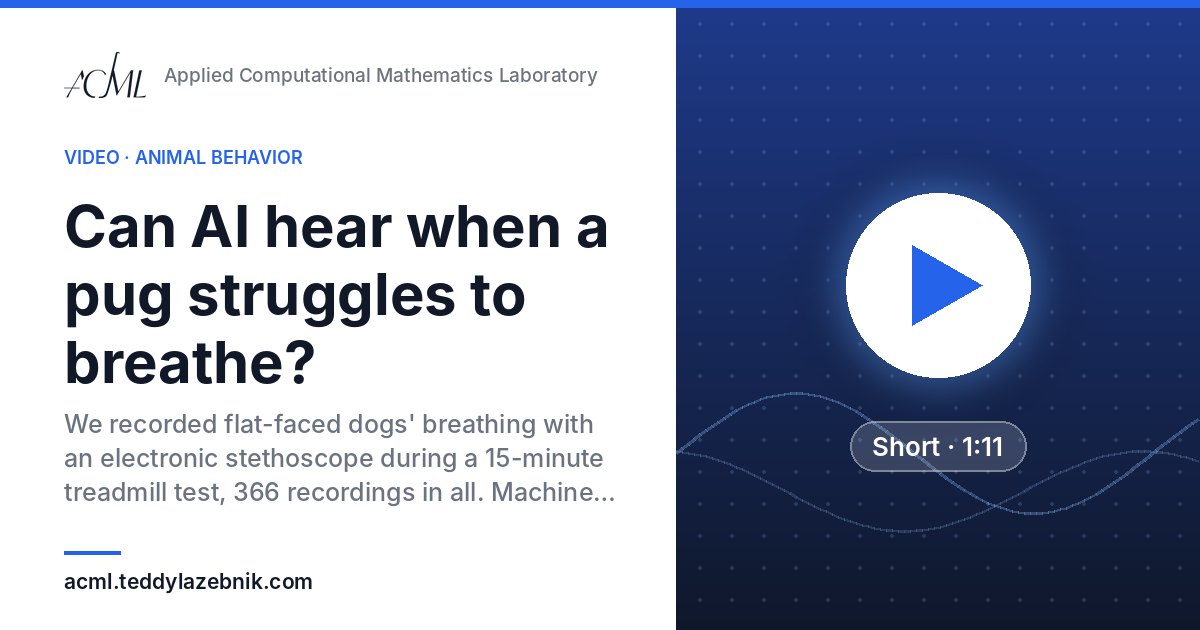 ACML Applied Computational Mathematics Laboratory
VIDEO · ANIMAL BEHAVIOR
Can AI hear when a
pug struggles to
breathe?
We recorded flat-faced dogs' breathing with
an electronic stethoscope during a 15-minute
treadmill test, 366 recordings in all. Machine...
acml.teddylazebnik.com
Short · 1:11